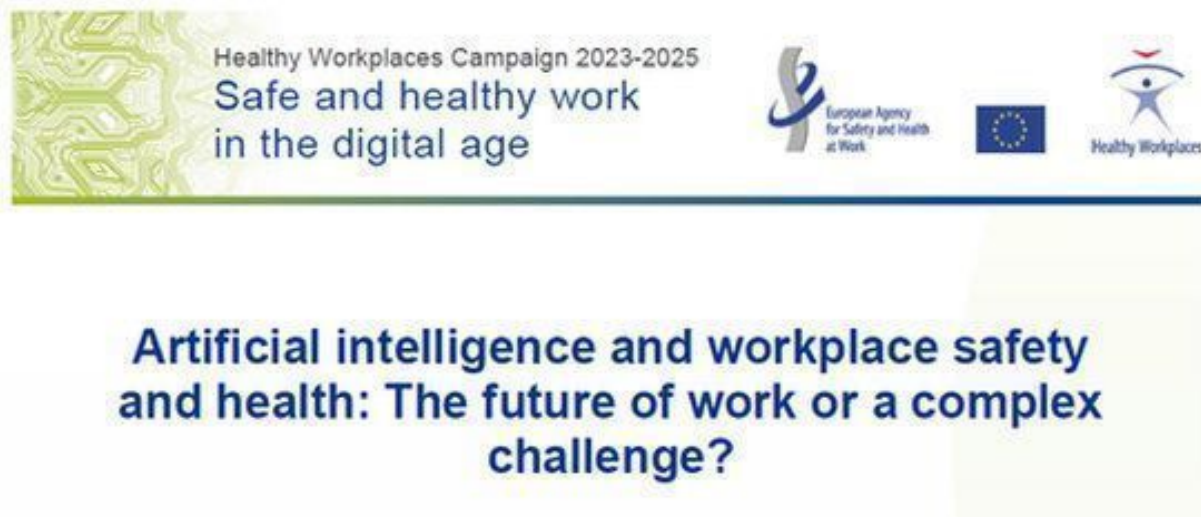 Healthy Workplaces Campaign 2023-2025
Safe and healthy work
in the digital age
European Agency
for Safety and Health
at Work
Healthy Workplaces
Artificial intelligence and workplace safety
and health: The future of work or a complex
challenge?